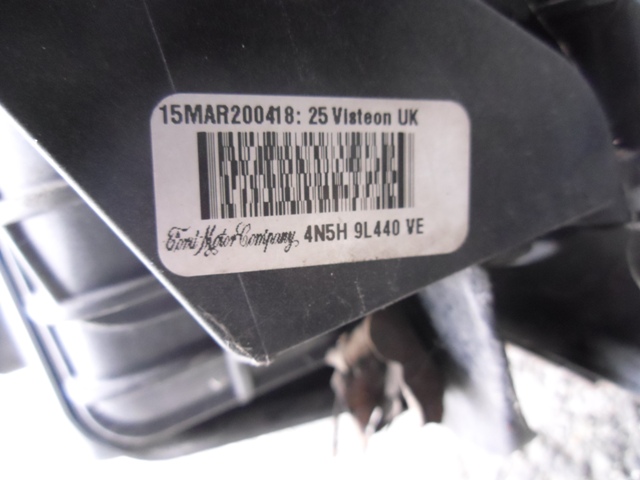 15MAR200418: 25 Visteon UK
Ford Motor Company 4N5H 9L440 VE